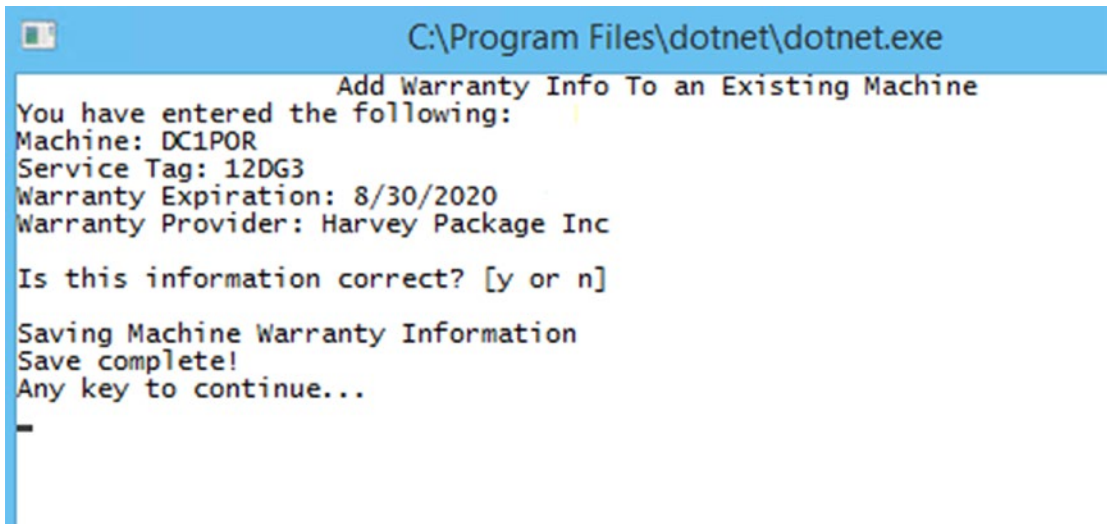 C:\Program Files\dotnet\dotnet.exe
Add Warranty Info To an Existing Machine
You have entered the following:
Machine: DC1POR
Service Tag: 12DG3
Warranty Expiration: 8/30/2020
Warranty Provider: Harvey Package Inc
Is this information correct? [y or n]
Saving Machine Warranty Information
Save complete!
Any key to continue...